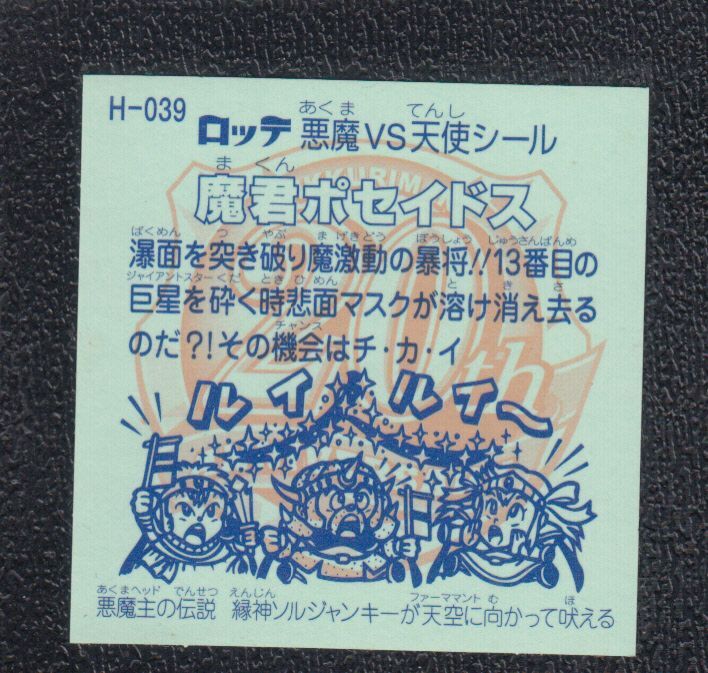 H-039 ロッテ 悪魔VS天使シール
あくま てんし
魔君ポセイドス
ま くん
瀑面を突き破り魔激動の暴将!!13番目の
ばくめん つ やぶ ま げきどう ぼうしょう じゅうさんばんめ
巨星を砕く時悲面マスクが溶け消え去る
ジャイアントスター くだ とき ひ めん と き さ
のだ?!その機会はチ・カ・イ
チャンス
20th
ルイ ルイ〜
悪魔主の伝説 縁神ソルジャンキーが天空に向かって吠える
あくまヘッド でんせつ えんじん ファーママント む ほ